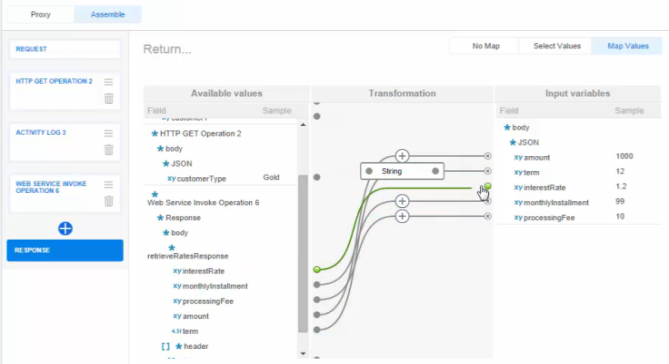 Proxy
Assemble
REQUEST
HTTP GET OPERATION 2
ACTIVITY LOG 3
WEB SERVICE INVOKE
OPERATION 6
RESPONSE
Return...
No Map
Select Values
Map Values
Available values
Field Sample
HTTP GET Operation 2
body
JSON
xy customerType Gold
Web Service Invoke Operation 6
Response
body
retrieveRatesResponse
xy interestRate
xy monthlyInstallment
xy processingFee
xy amount
4.35 term
[ ] header
Transformation
String
Input variables
Field Sample
body
JSON
xy amount 1000
xy term 12
xy interestRate 1.2
xy monthlyInstallment 99
xy processingFee 10